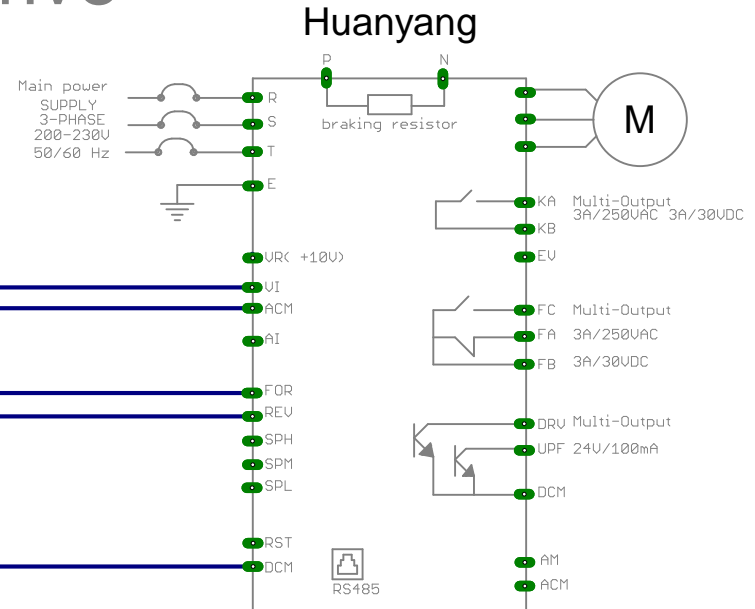 Huanyang
P
N
Main power
SUPPLY
3-PHASE
200-230V
50/60 Hz
R
S
T
E
braking resistor
M
VR( +10V)
VI
ACM
AI
FOR
REV
SPH
SPM
SPL
RST
DCM
RS485
KA Multi-Output
3A/250VAC 3A/30VDC
KB
EV
FC Multi-Output
FA 3A/250VAC
FB 3A/30VDC
DRV Multi-Output
UPF 24V/100mA
DCM
AM
ACM